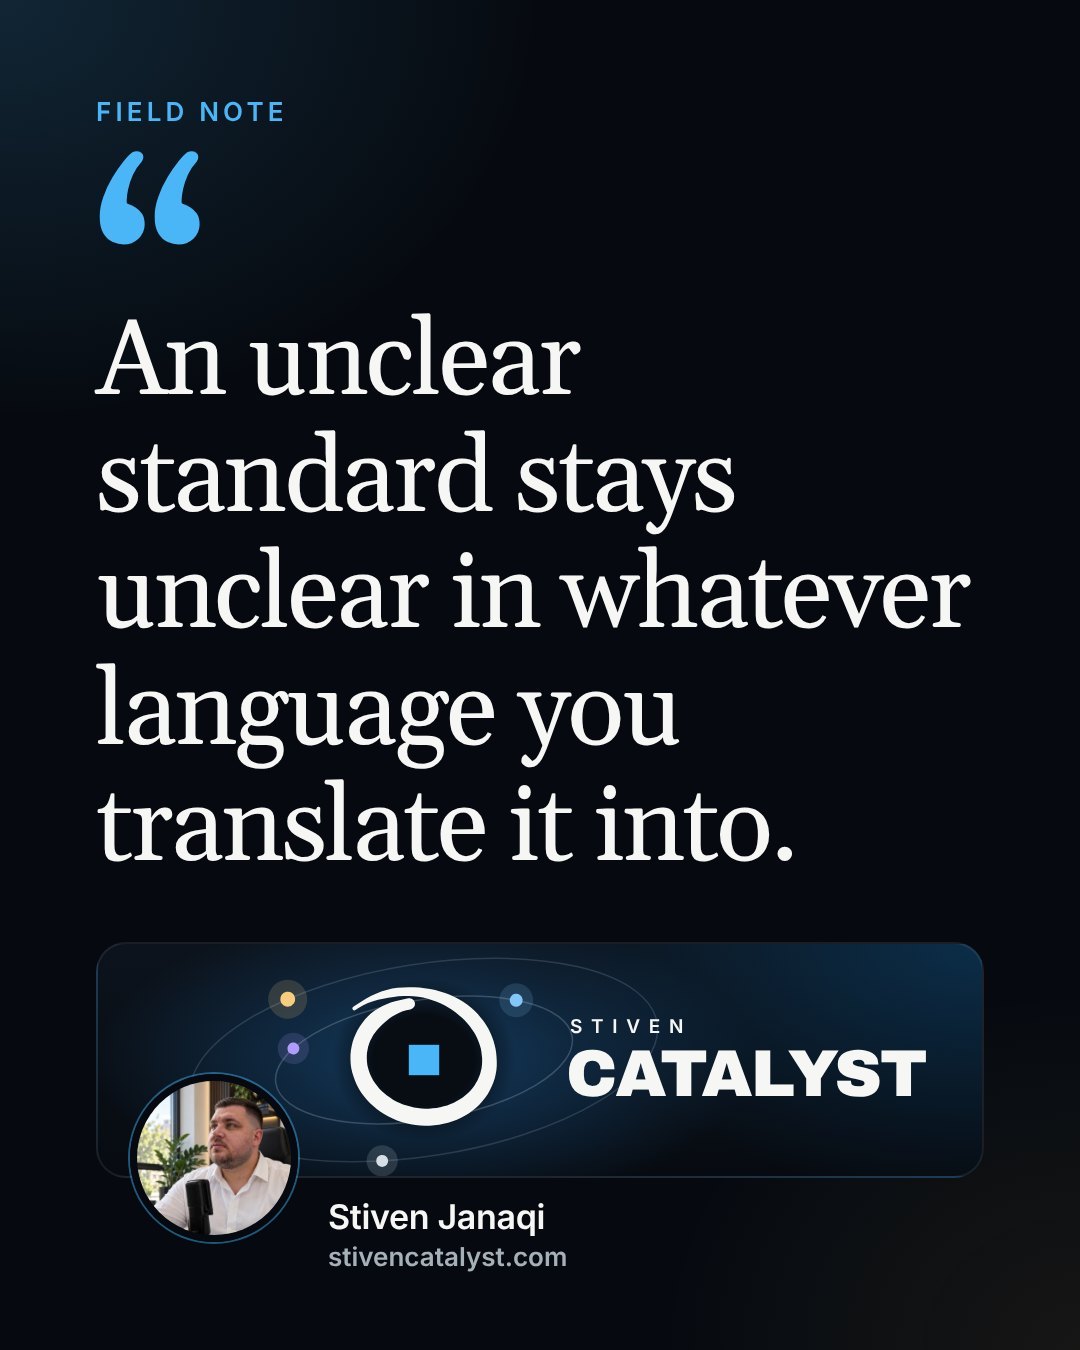 FIELD NOTE
“
An unclear
standard stays
unclear in whatever
language you
translate it into.
STIVEN
CATALYST
Stiven Janaqi
stivencatalyst.com